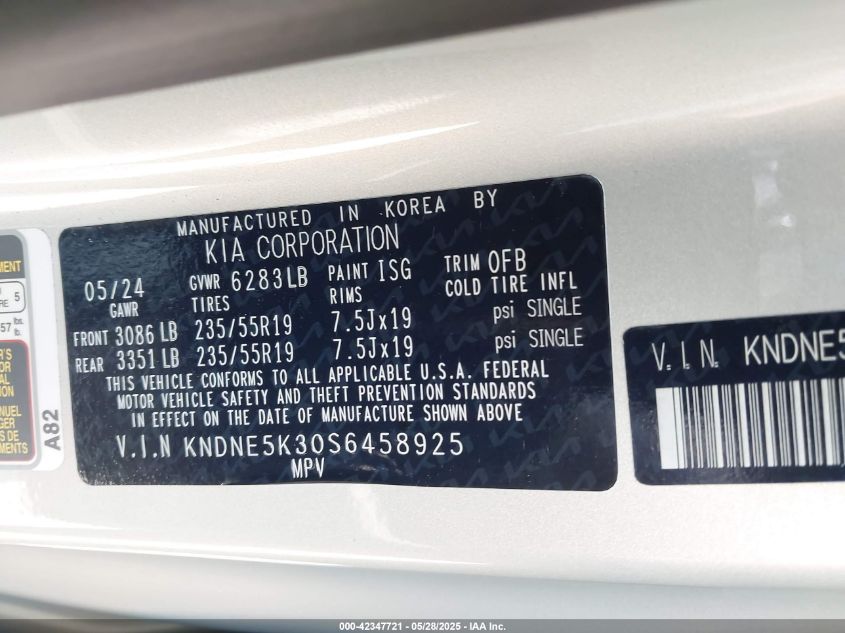 MANUFACTURED IN KOREA BY
KIA CORPORATION
05/24 GVWR 6283LB PAINT ISG TRIM OFB
GAWR TIRES RIMS COLD TIRE INFL
FRONT 3086 LB 235/55R19 7.5Jx19 psi SINGLE
REAR 3351 LB 235/55R19 7.5Jx19 psi SINGLE
THIS VEHICLE CONFORMS TO ALL APPLICABLE U.S.A. FEDERAL
MOTOR VEHICLE SAFETY AND THEFT PREVENTION STANDARDS
IN EFFECT ON THE DATE OF MANUFACTURE SHOWN ABOVE
V.I.N KNDNE5K30S6458925
MPV
V.I.N. KNDNE5
5
lbs.
A82
000-42347721 | 05/28/2025 - IAA Inc.